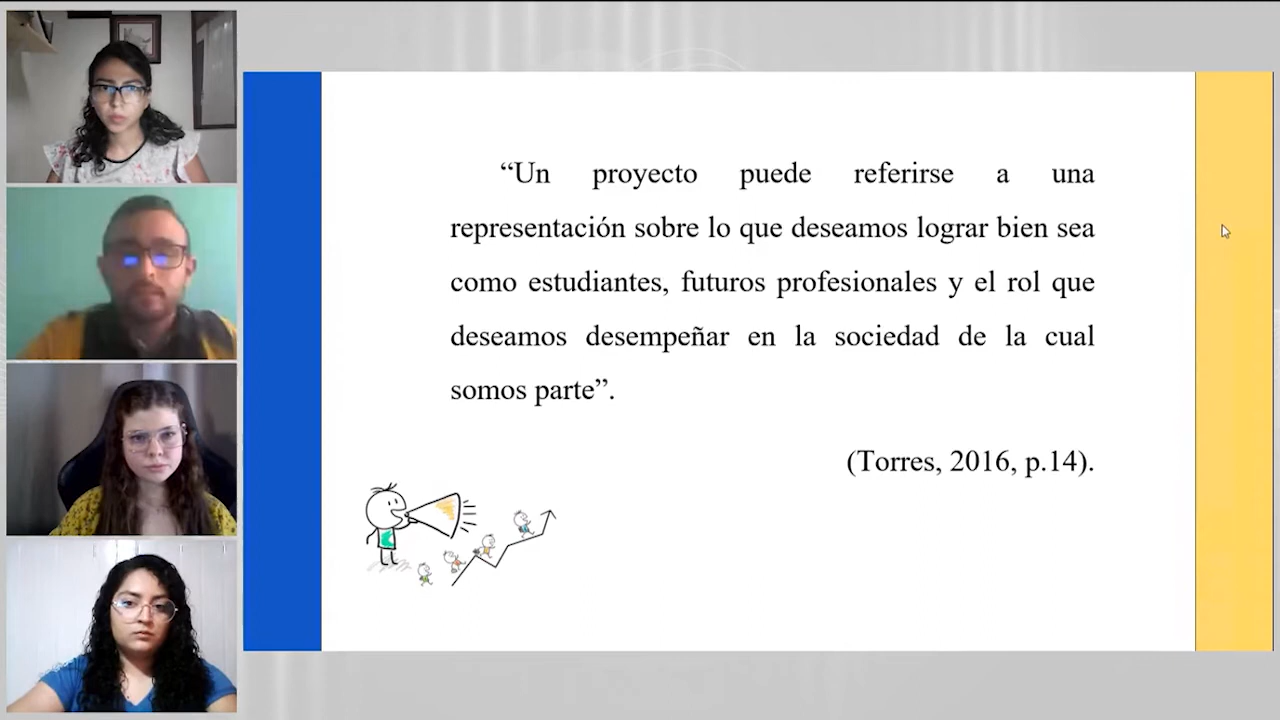 “Un proyecto puede referirse a una
representación sobre lo que deseamos lograr bien sea
como estudiantes, futuros profesionales y el rol que
deseamos desempeñar en la sociedad de la cual
somos parte”.
(Torres, 2016, p.14).